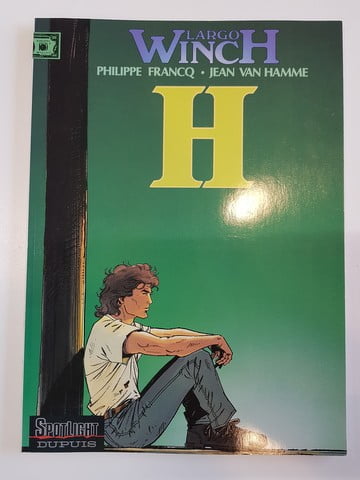 LARGO
WINCH
PHILIPPE FRANCQ • JEAN VAN HAMME
H
SPOTLIGHT
DUPUIS